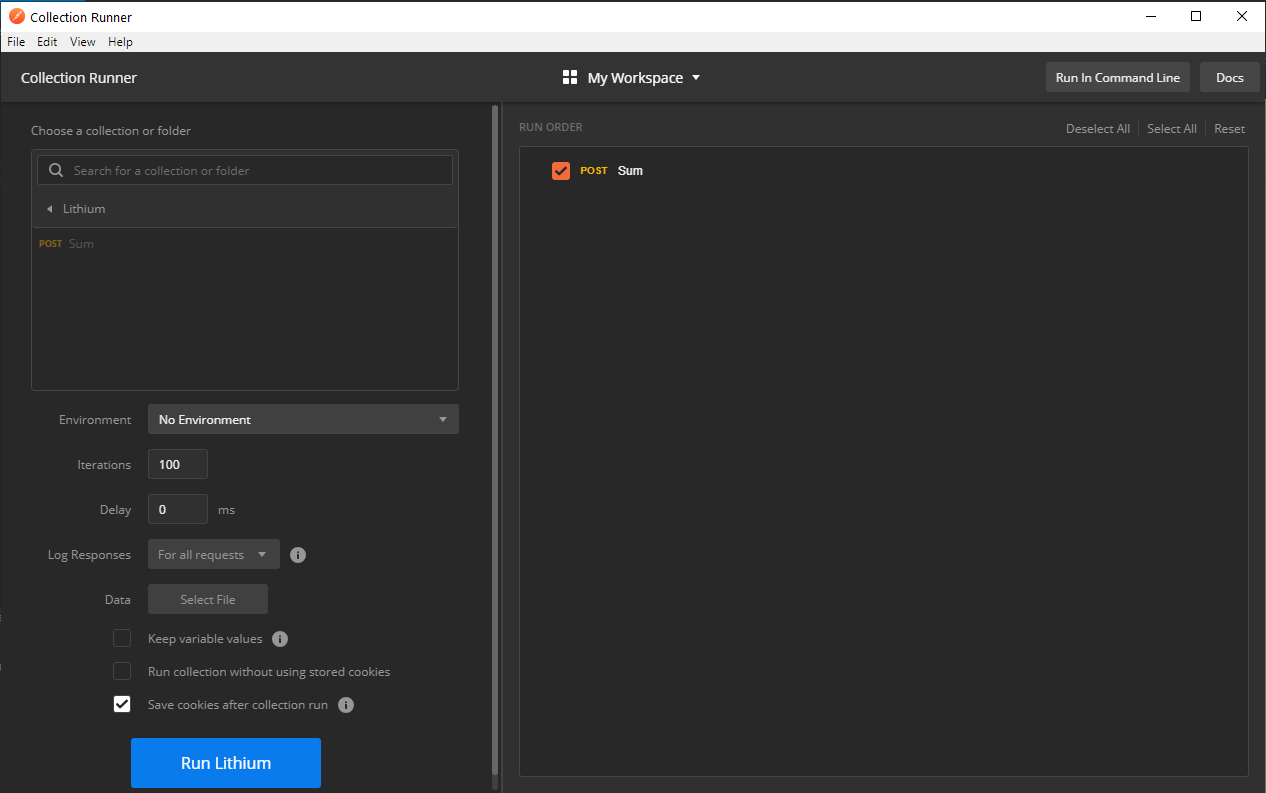 Collection Runner
File Edit View Help
Collection Runner
My Workspace
Run In Command Line
Docs
Choose a collection or folder
Search for a collection or folder
Lithium
POST Sum
Environment No Environment
Iterations 100
Delay 0 ms
Log Responses For all requests
Data Select File
Keep variable values
Run collection without using stored cookies
Save cookies after collection run
Run Lithium
RUN ORDER
Deselect All Select All Reset
POST Sum